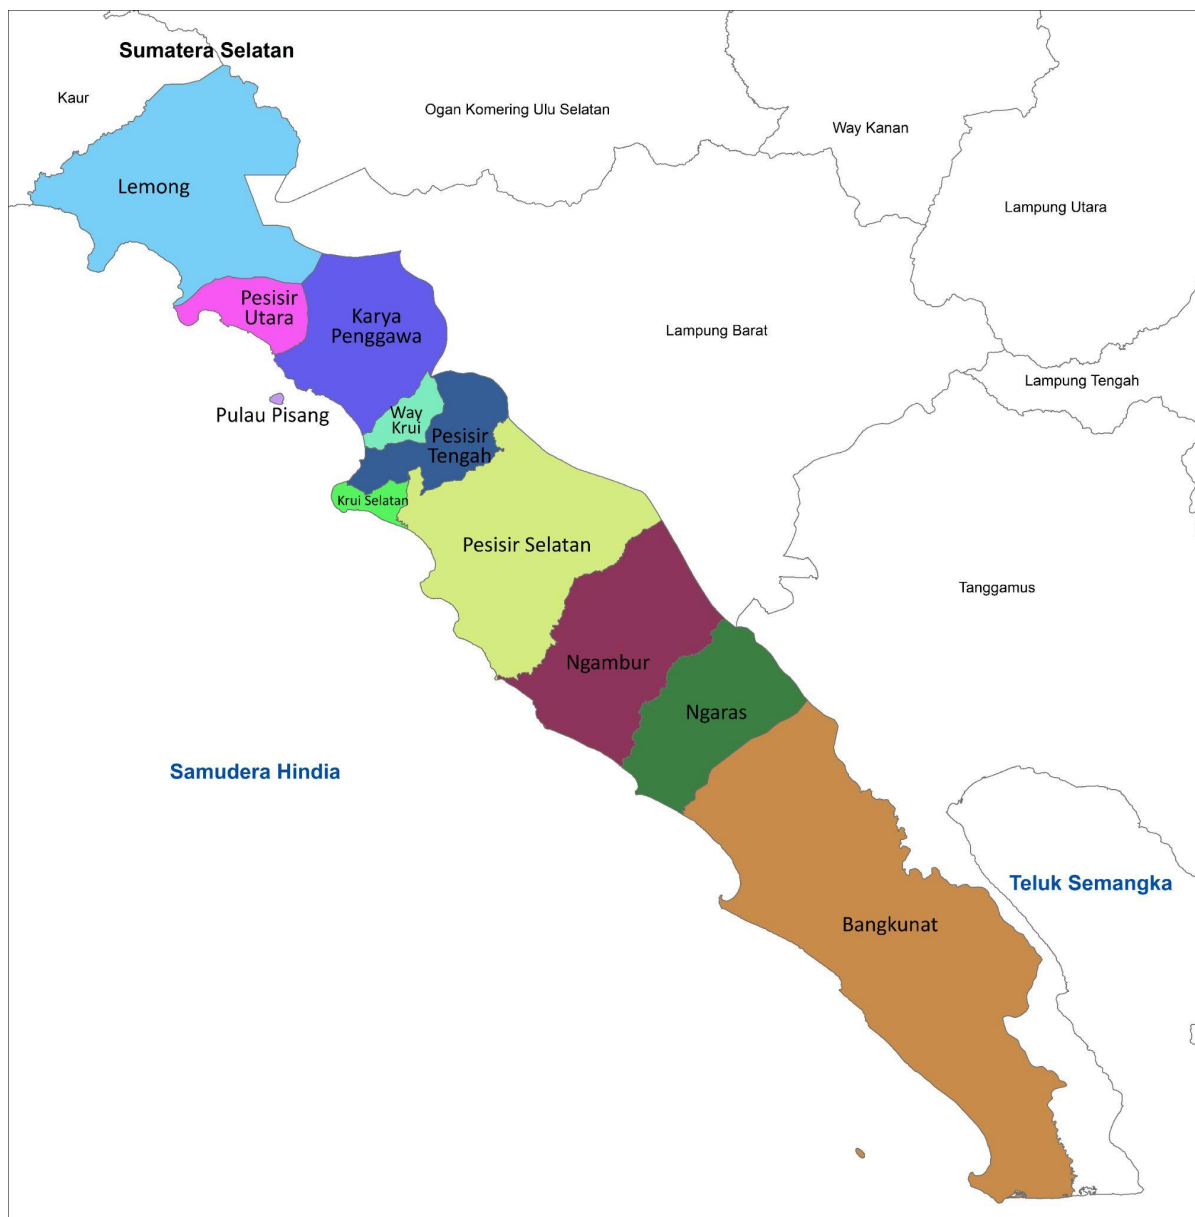 Sumatera Selatan
Kaur
Ogan Komering Ulu Selatan
Way Kanan
Lemong
Lampung Utara
Pesisir
Utara
Karya
Penggawa
Lampung Barat
Lampung Tengah
Pulau Pisang
Way
Krui
Pesisir
Tengah
Krui Selatan
Pesisir Selatan
Tanggamus
Ngambur
Ngaras
Samudera Hindia
Teluk Semangka
Bangkunat